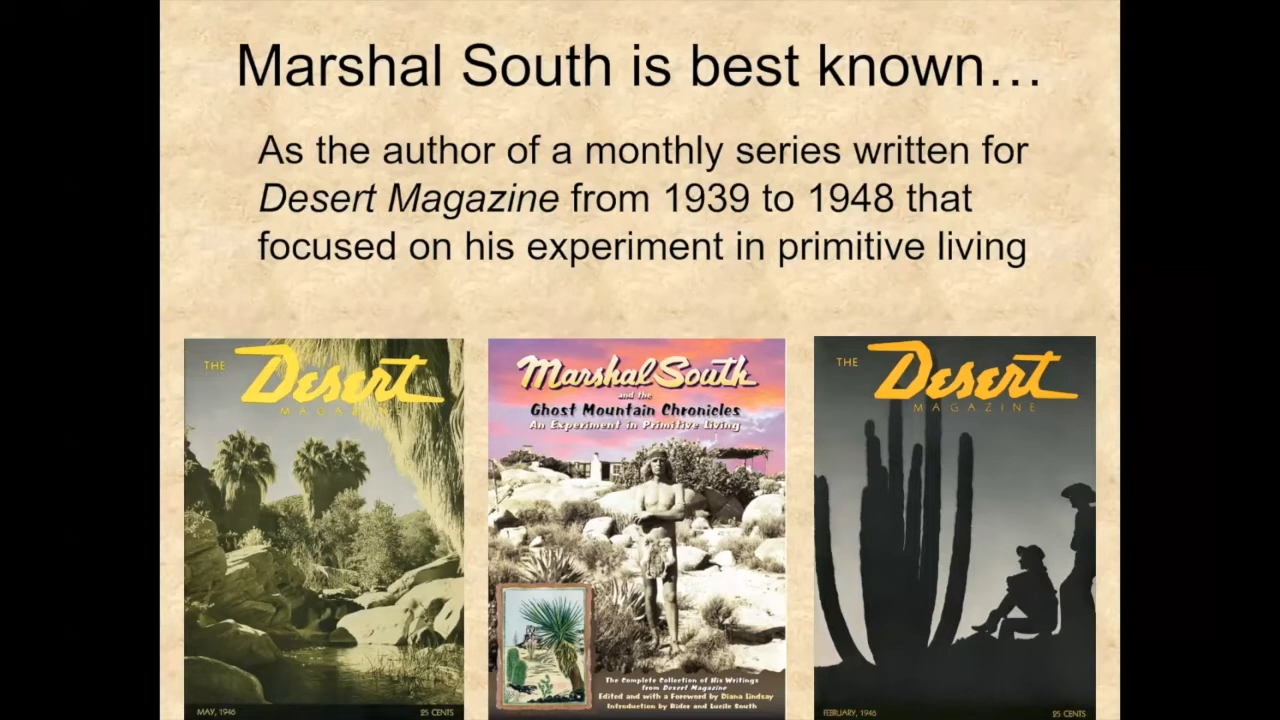 Marshal South is best known…
As the author of a monthly series written for
Desert Magazine from 1939 to 1948 that
focused on his experiment in primitive living
THE
Desert
MAGAZINE
MAY, 1946
25 CENTS
Marshal South
and the
Ghost Mountain Chronicles
An Experiment in Primitive Living
The Complete Collection of His Writings
from Desert Magazine
Edited and with a Foreword by Diana Lindsay
Introduction by Rider and Lucile South
THE
Desert
MAGAZINE
FEBRUARY, 1946
25 CENTS